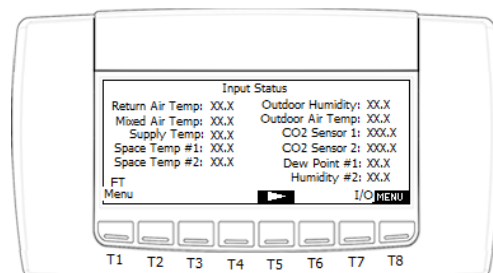 Input Status
Return Air Temp: XX.X Outdoor Humidity: XX.X
Mixed Air Temp: XX.X Outdoor Air Temp: XX.X
Supply Temp: XX.X CO2 Sensor 1: XXX.X
Space Temp #1: XX.X CO2 Sensor 2: XXX.X
Space Temp #2: XX.X Dew Point #1: XX.X
Humidity #2: XX.X
FT
Menu I/O MENU
T1 T2 T3 T4 T5 T6 T7 T8